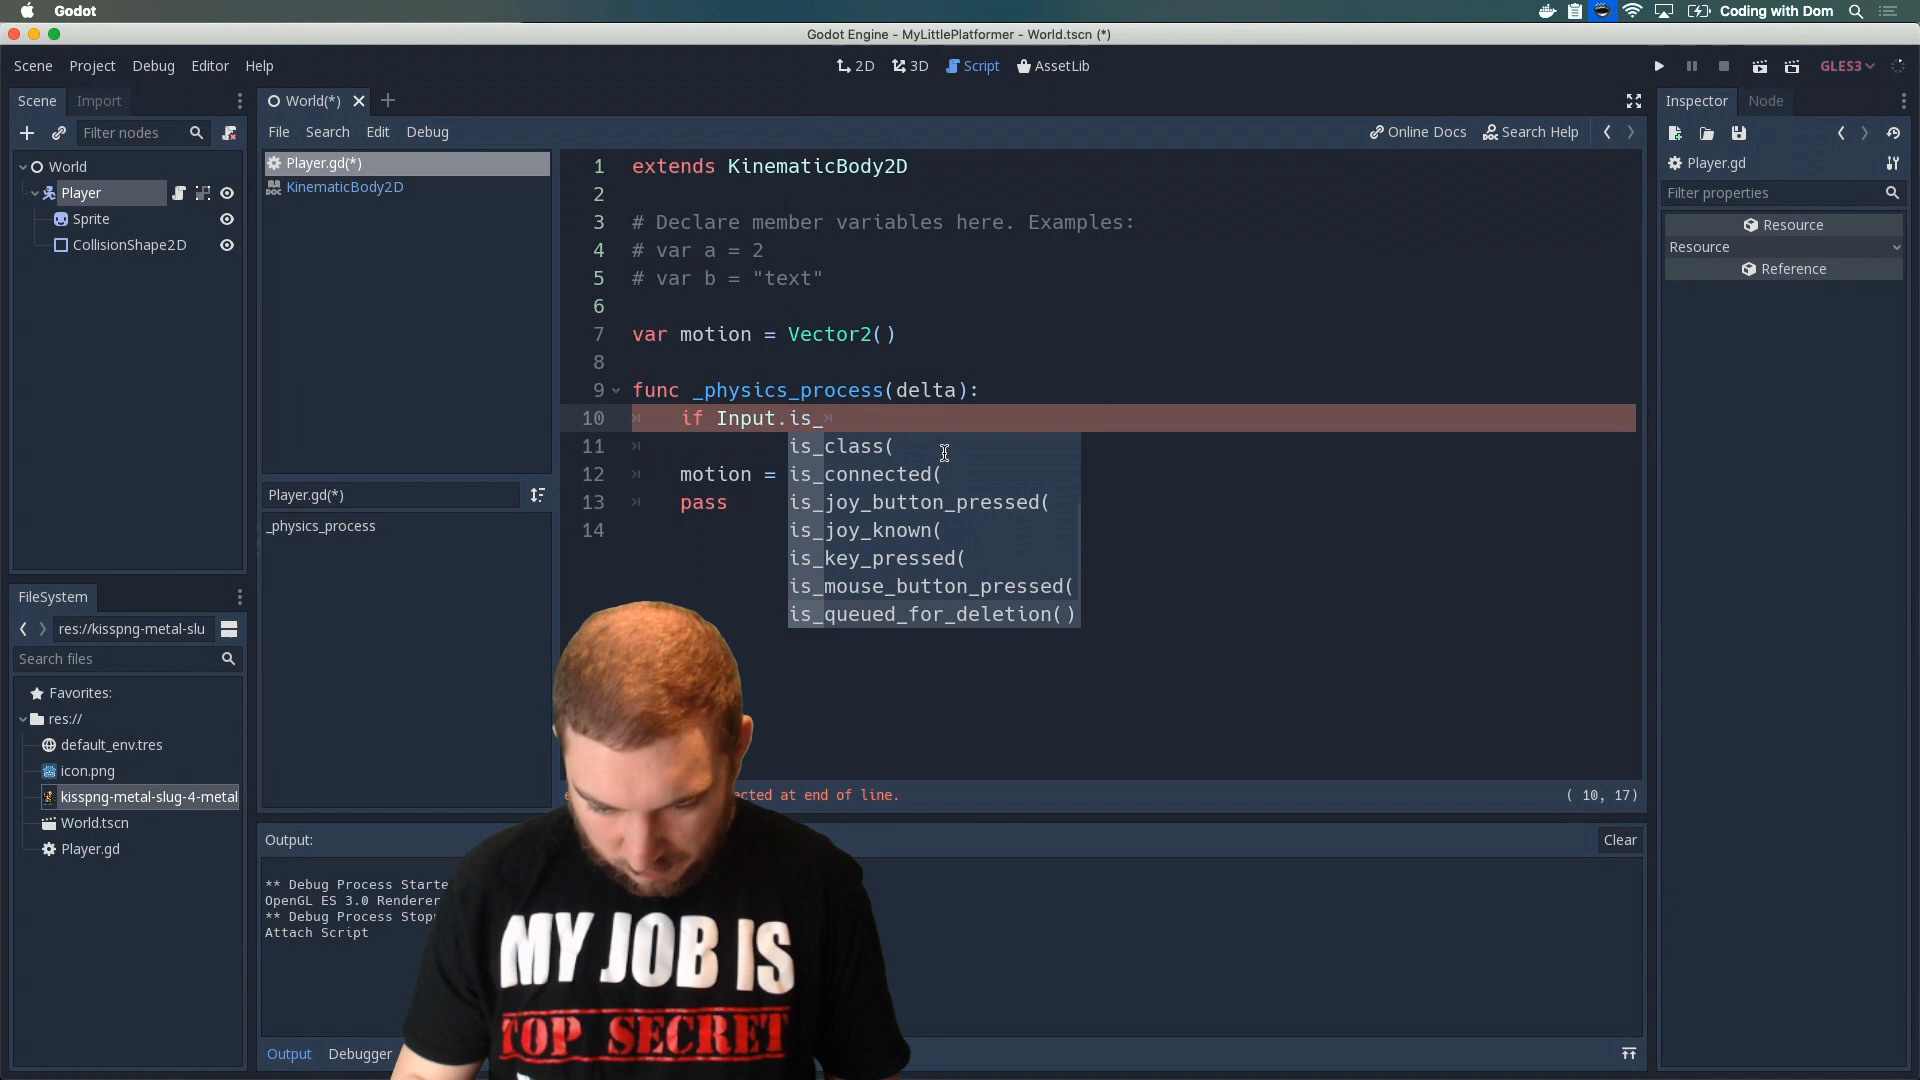 Godot
Coding with Dom
Godot Engine - MyLittlePlatformer - World.tscn (*)
Scene Project Debug Editor Help
2D 3D Script AssetLib
GLES3
Scene Import
World(*)
Inspector Node
Filter nodes
File Search Edit Debug
Online Docs Search Help
World
Player
Sprite
CollisionShape2D
Player.gd(*)
KinematicBody2D
Player.gd(*)
_physics_process
1 extends KinematicBody2D
2
3 # Declare member variables here. Examples:
4 # var a = 2
5 # var b = "text"
6
7 var motion = Vector2()
8
9 func _physics_process(delta):
10 if Input.is_
11
12 motion =
13 pass
14
is_class(
is_connected(
is_joy_button_pressed(
is_joy_known(
is_key_pressed(
is_mouse_button_pressed(
is_queued_for_deletion()
at end of line.
( 10, 17)
Player.gd
Filter properties
Resource
Resource
Reference
FileSystem
res://kisspng-metal-slu
Search files
Favorites:
res://
default_env.tres
icon.png
kisspng-metal-slug-4-metal
World.tscn
Player.gd
Output:
Clear
** Debug Process
OpenGL ES 3.0
** Debug Process
Attach Script
Output Debugger
MY JOB IS
TOP SECRET